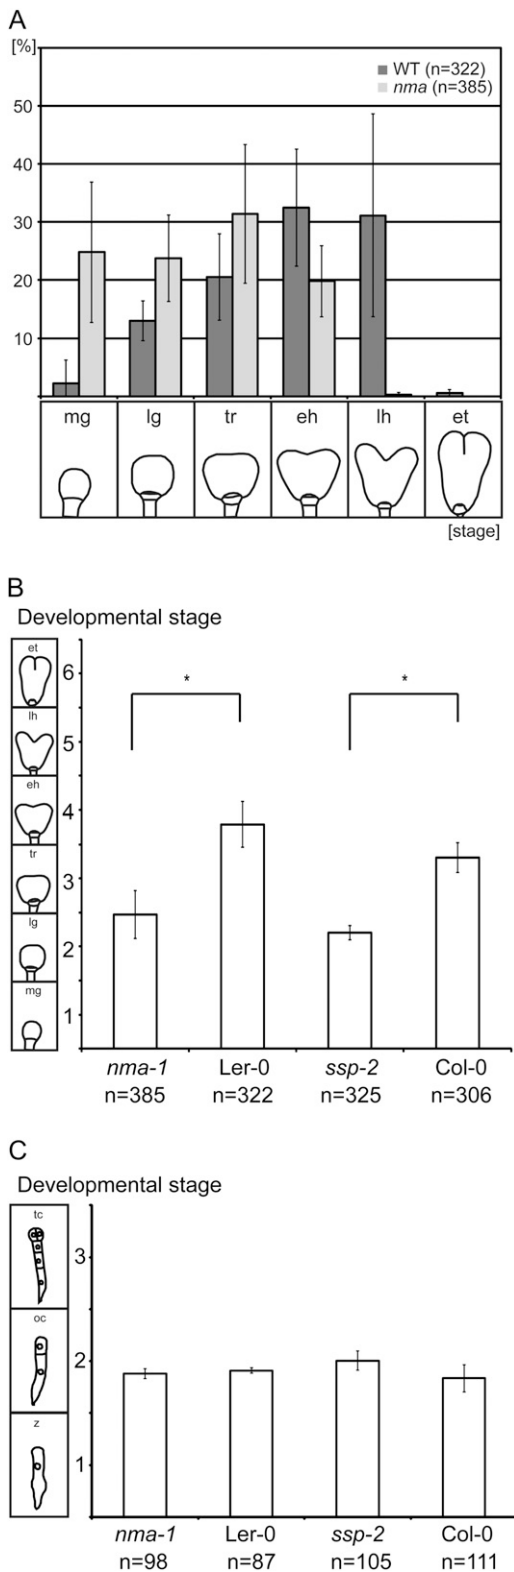 A
[%]
WT (n=322)
nma (n=385)
50
40
30
20
10
mg lg tr eh lh et
[stage]
B
Developmental stage
et
6
lh
5
eh
4
tr
3
lg
2
mg
1
nma-1 Ler-0 ssp-2 Col-0
n=385 n=322 n=325 n=306
* *
C
Developmental stage
tc
3
oc
2
z
1
nma-1 Ler-0 ssp-2 Col-0
n=98 n=87 n=105 n=111